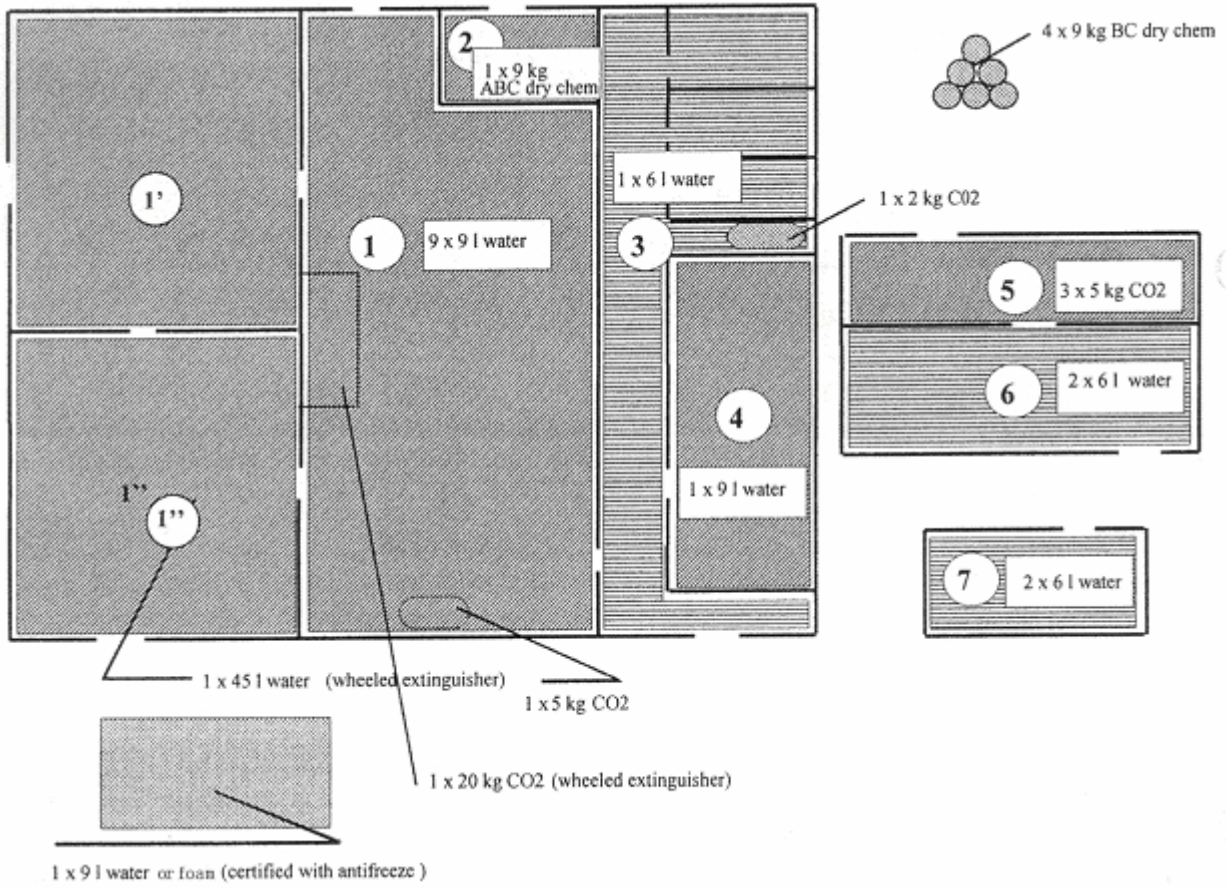 2
1 x 9 kg
ABC dry chem
4 x 9 kg BC dry chem
1 x 6 l water
1 x 2 kg C02
1'
1
9 x 9 l water
3
5
3 x 5 kg CO2
6
2 x 6 l water
4
1 x 9 l water
1’’
1’’
7
2 x 6 l water
1 x 45 l water (wheeled extinguisher)
1 x 5 kg CO2
1 x 20 kg CO2 (wheeled extinguisher)
1 x 9 l water or foan (certified with antifreeze )